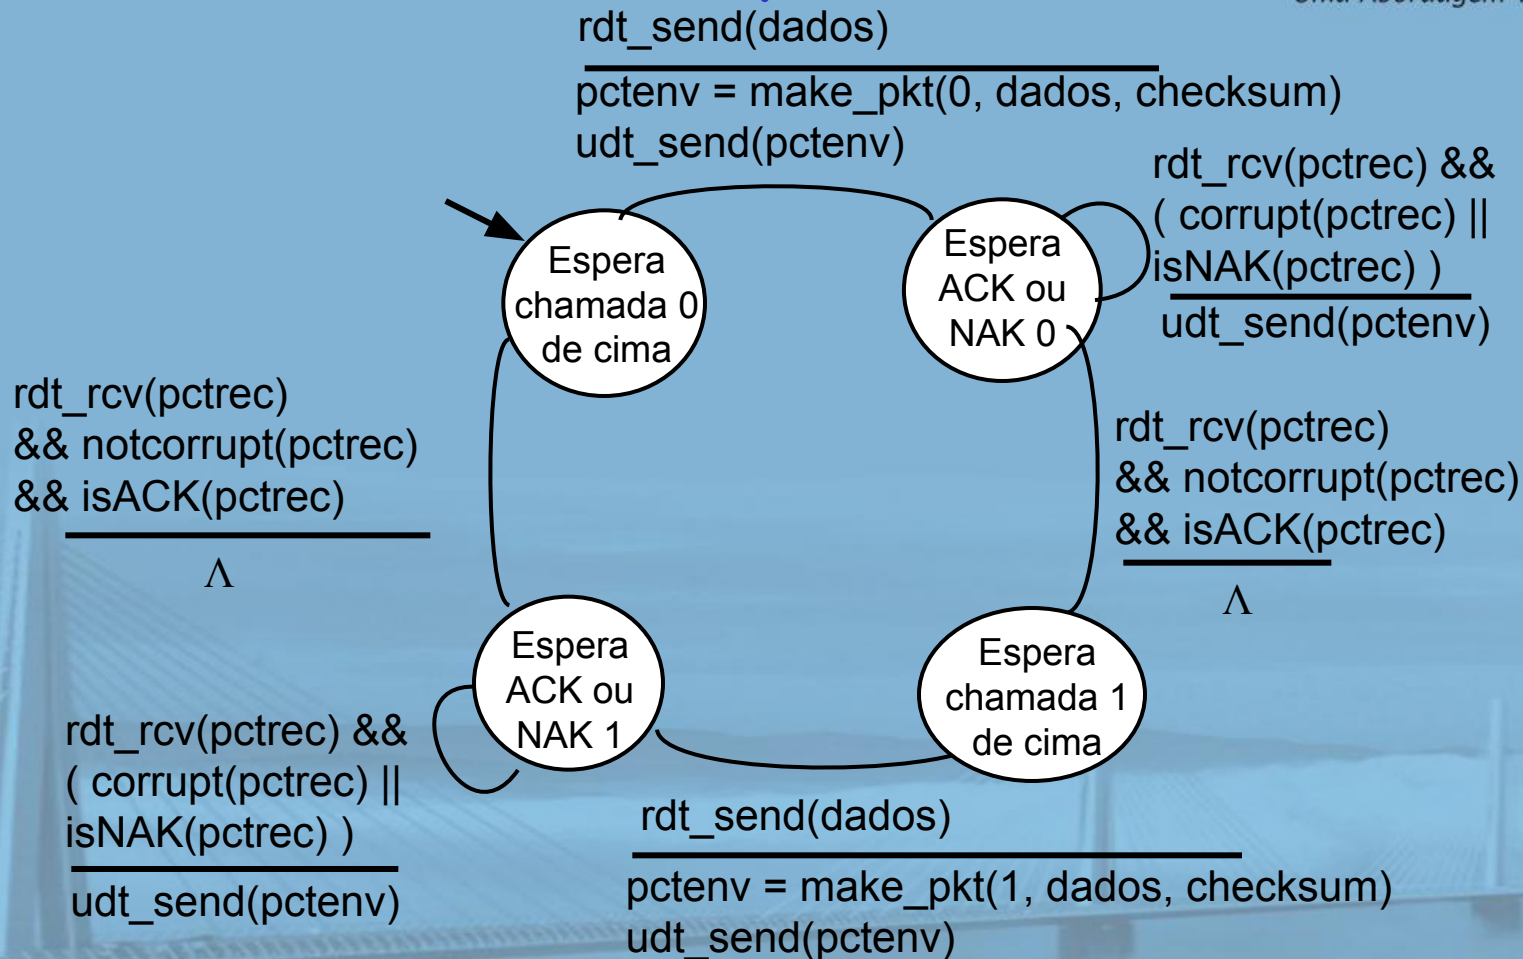 rdt_send(dados)
pctenv = make_pkt(0, dados, checksum)
udt_send(pctenv)
rdt_rcv(pctrec) &&
( corrupt(pctrec) ||
isNAK(pctrec) )
udt_send(pctenv)
Espera
chamada 0
de cima
Espera
ACK ou
NAK 0
rdt_rcv(pctrec)
&& notcorrupt(pctrec)
&& isACK(pctrec)
Λ
rdt_rcv(pctrec)
&& notcorrupt(pctrec)
&& isACK(pctrec)
Λ
Espera
ACK ou
NAK 1
Espera
chamada 1
de cima
rdt_rcv(pctrec) &&
( corrupt(pctrec) ||
isNAK(pctrec) )
udt_send(pctenv)
rdt_send(dados)
pctenv = make_pkt(1, dados, checksum)
udt_send(pctenv)